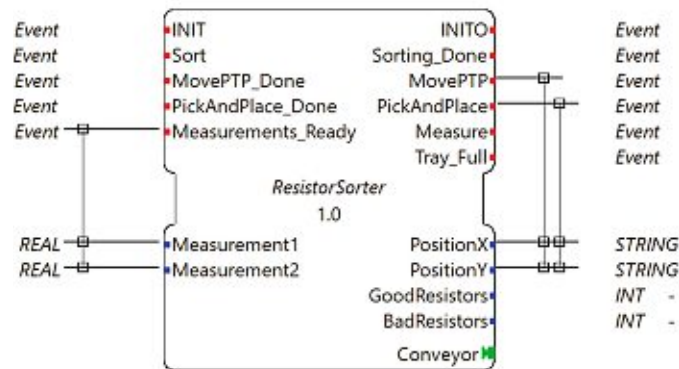 Event INIT INITO Event
Event Sort Sorting_Done Event
Event MovePTP_Done MovePTP Event
Event PickAndPlace_Done PickAndPlace Event
Event Measurements_Ready Measure Event
Tray_Full Event
ResistorSorter
1.0
REAL Measurement1 PositionX STRING
REAL Measurement2 PositionY STRING
GoodResistors INT -
BadResistors INT -
Conveyor